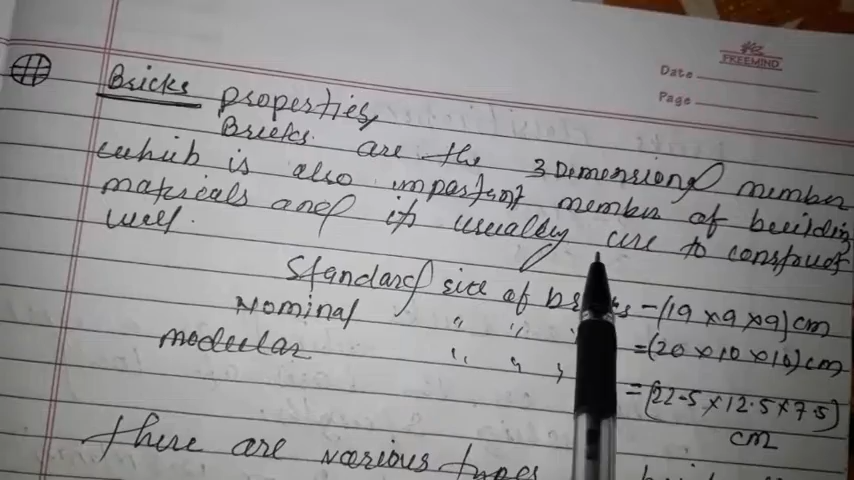 FREEMIND
Date
Page
Bricks properties,
Bricks. are the 3 Dimensional member
which is also important member of building
materials and it usually use to construct
wall.
Standard size of bricks - (19 × 9 × 9) cm
Nominal " " " = (20 × 10 × 10) cm
modular " " " = (22.5 × 12.5 × 7.5)
cm
There are various types